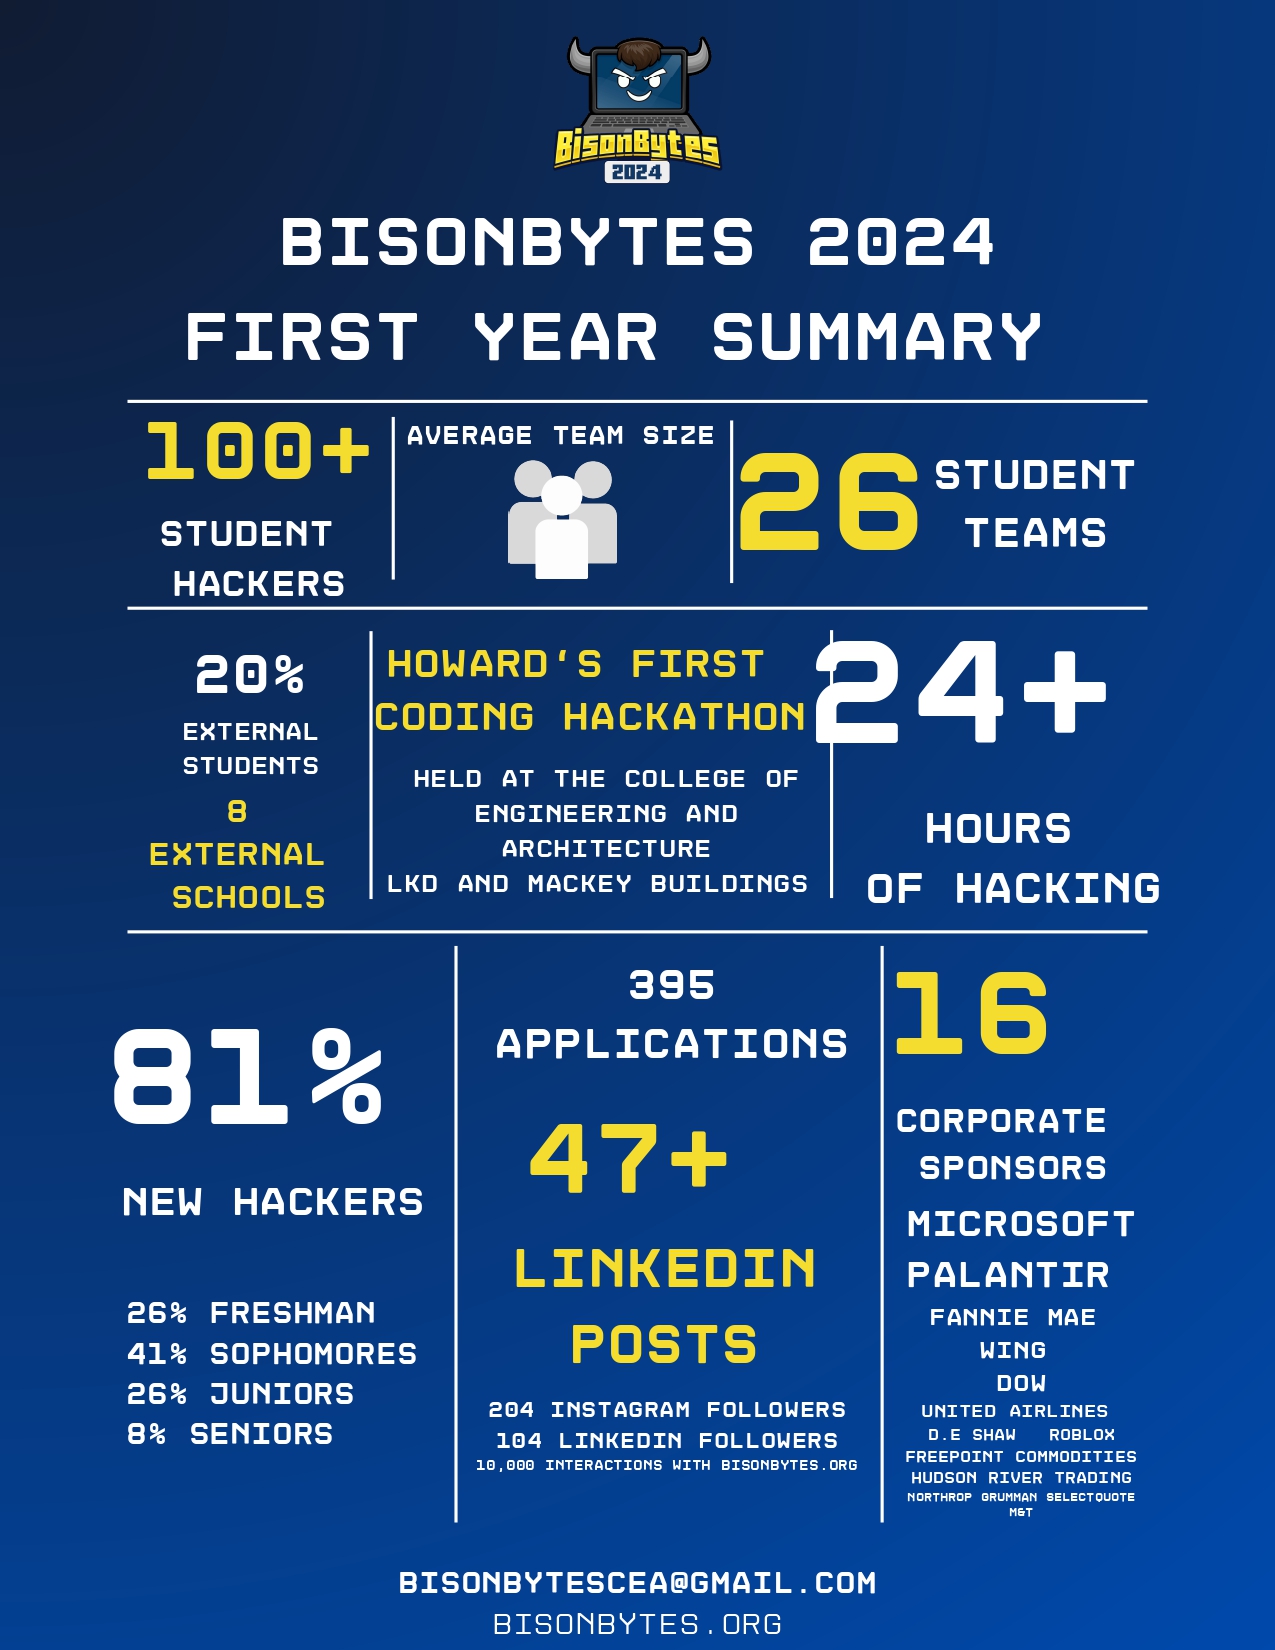 BisonBytes
2024
BISONBYTES 2024
FIRST YEAR SUMMARY
100+
STUDENT
HACKERS
AVERAGE TEAM SIZE
26
STUDENT
TEAMS
20%
EXTERNAL
STUDENTS
8
EXTERNAL
SCHOOLS
HOWARD'S FIRST
CODING HACKATHON
HELD AT THE COLLEGE OF
ENGINEERING AND
ARCHITECTURE
LKD AND MACKEY BUILDINGS
24+
HOURS
OF HACKING
81%
NEW HACKERS
26% FRESHMAN
41% SOPHOMORES
26% JUNIORS
8% SENIORS
395
APPLICATIONS
47+
LINKEDIN
POSTS
204 INSTAGRAM FOLLOWERS
104 LINKEDIN FOLLOWERS
10,000 INTERACTIONS WITH BISONBYTES.ORG
16
CORPORATE
SPONSORS
MICROSOFT
PALANTIR
FANNIE MAE
WING
DOW
UNITED AIRLINES
D.E SHAW ROBLOX
FREEPOINT COMMODITIES
HUDSON RIVER TRADING
NORTHROP GRUMMAN SELECTQUOTE
M&T
BISONBYTESCEA@GMAIL.COM
BISONBYTES.ORG